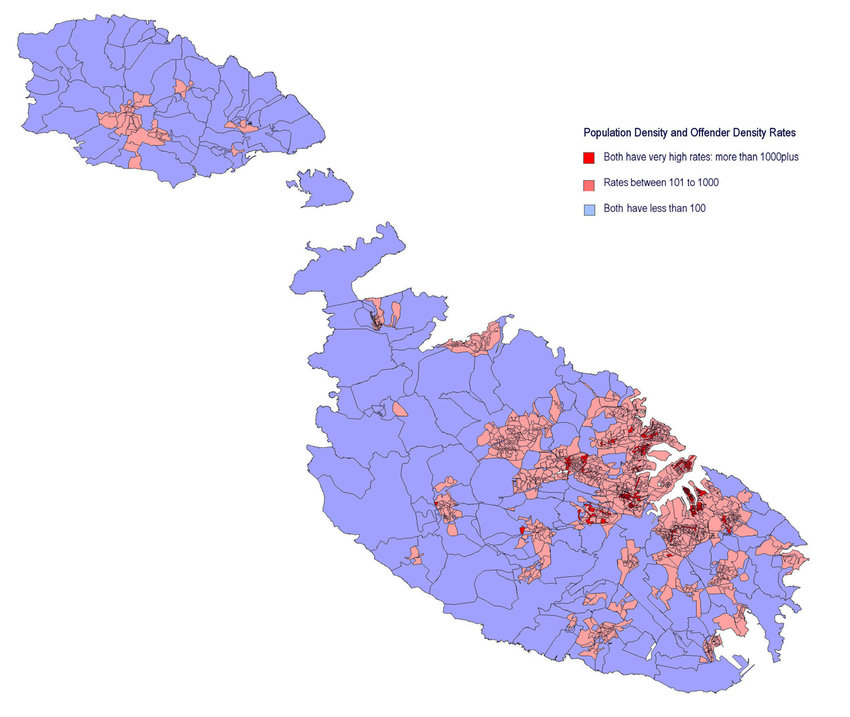 Population Density and Offender Density Rates
Both have very high rates: more than 1000plus
Rates between 101 to 1000
Both have less than 100